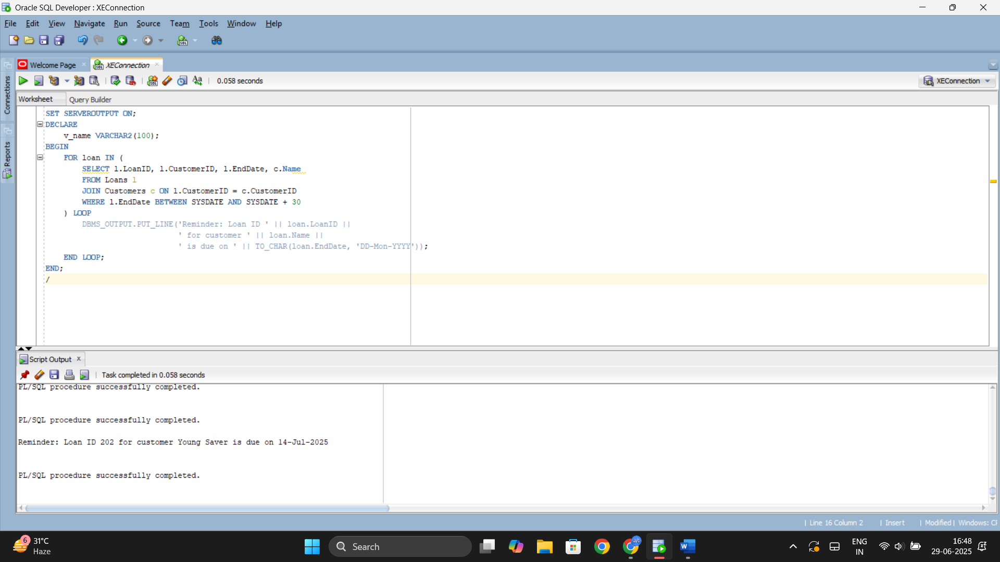 Oracle SQL Developer : XEConnection
File Edit View Navigate Run Source Team Tools Window Help
Welcome Page XEConnection
0.058 seconds XEConnection
Worksheet Query Builder
Connections
Reports
SET SERVEROUTPUT ON;
DECLARE
    v_name VARCHAR2(100);
BEGIN
    FOR loan IN (
        SELECT l.LoanID, l.CustomerID, l.EndDate, c.Name
        FROM Loans l
        JOIN Customers c ON l.CustomerID = c.CustomerID
        WHERE l.EndDate BETWEEN SYSDATE AND SYSDATE + 30
    ) LOOP
        DBMS_OUTPUT.PUT_LINE('Reminder: Loan ID ' || loan.LoanID ||
                             ' for customer ' || loan.Name ||
                             ' is due on ' || TO_CHAR(loan.EndDate, 'DD-Mon-YYYY'));
    END LOOP;
END;
/
Script Output
Task completed in 0.058 seconds
PL/SQL procedure successfully completed.
PL/SQL procedure successfully completed.
Reminder: Loan ID 202 for customer Young Saver is due on 14-Jul-2025
PL/SQL procedure successfully completed.
| Line 16 Column 2 | Insert | Modified | Windows: CF
6 31°C
Haze
Search
ENG
IN
16:48
29-06-2025